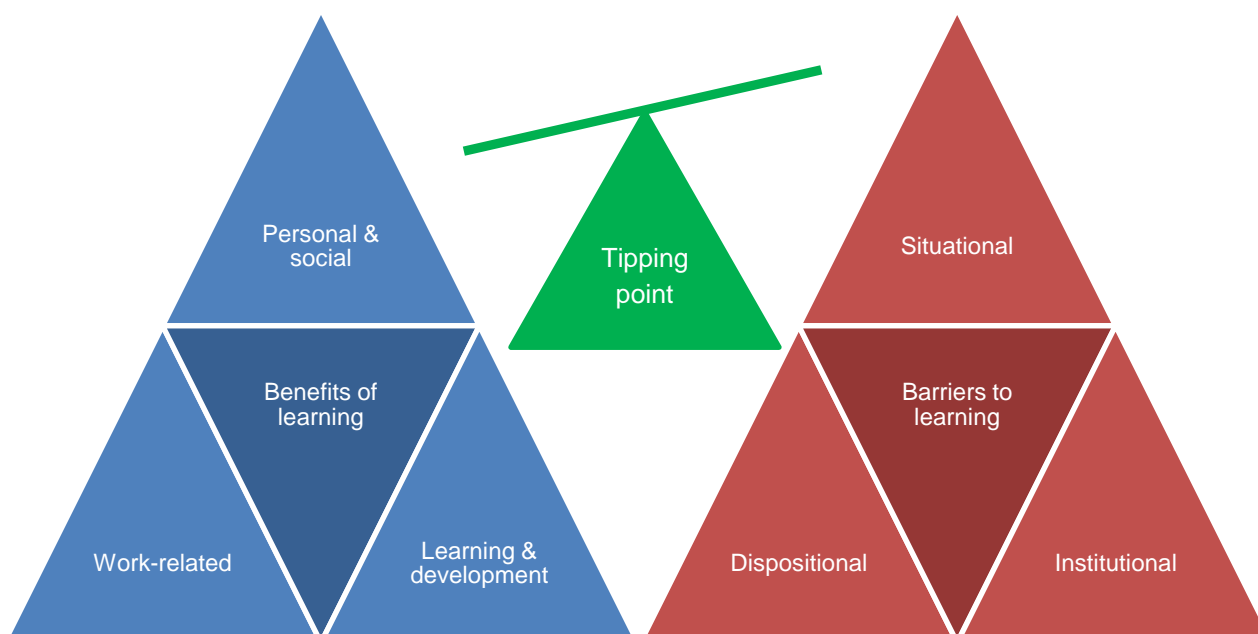 Personal &
social
Benefits of
learning
Work-related
Learning &
development
Tipping
point
Situational
Barriers to
learning
Dispositional
Institutional